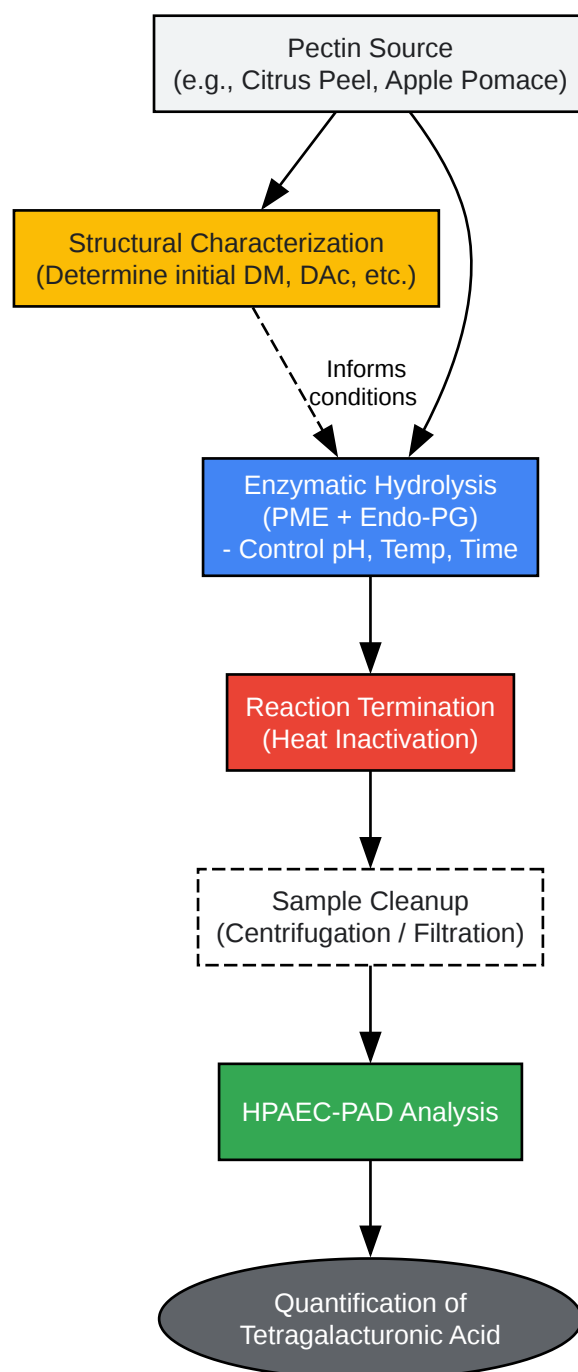 Pectin Source
(e.g., Citrus Peel, Apple Pomace)
Structural Characterization
(Determine initial DM, DAc, etc.)
Informs
conditions
Enzymatic Hydrolysis
(PME + Endo-PG)
- Control pH, Temp, Time
Reaction Termination
(Heat Inactivation)
Sample Cleanup
(Centrifugation / Filtration)
HPAEC-PAD Analysis
Quantification of
Tetragalacturonic Acid